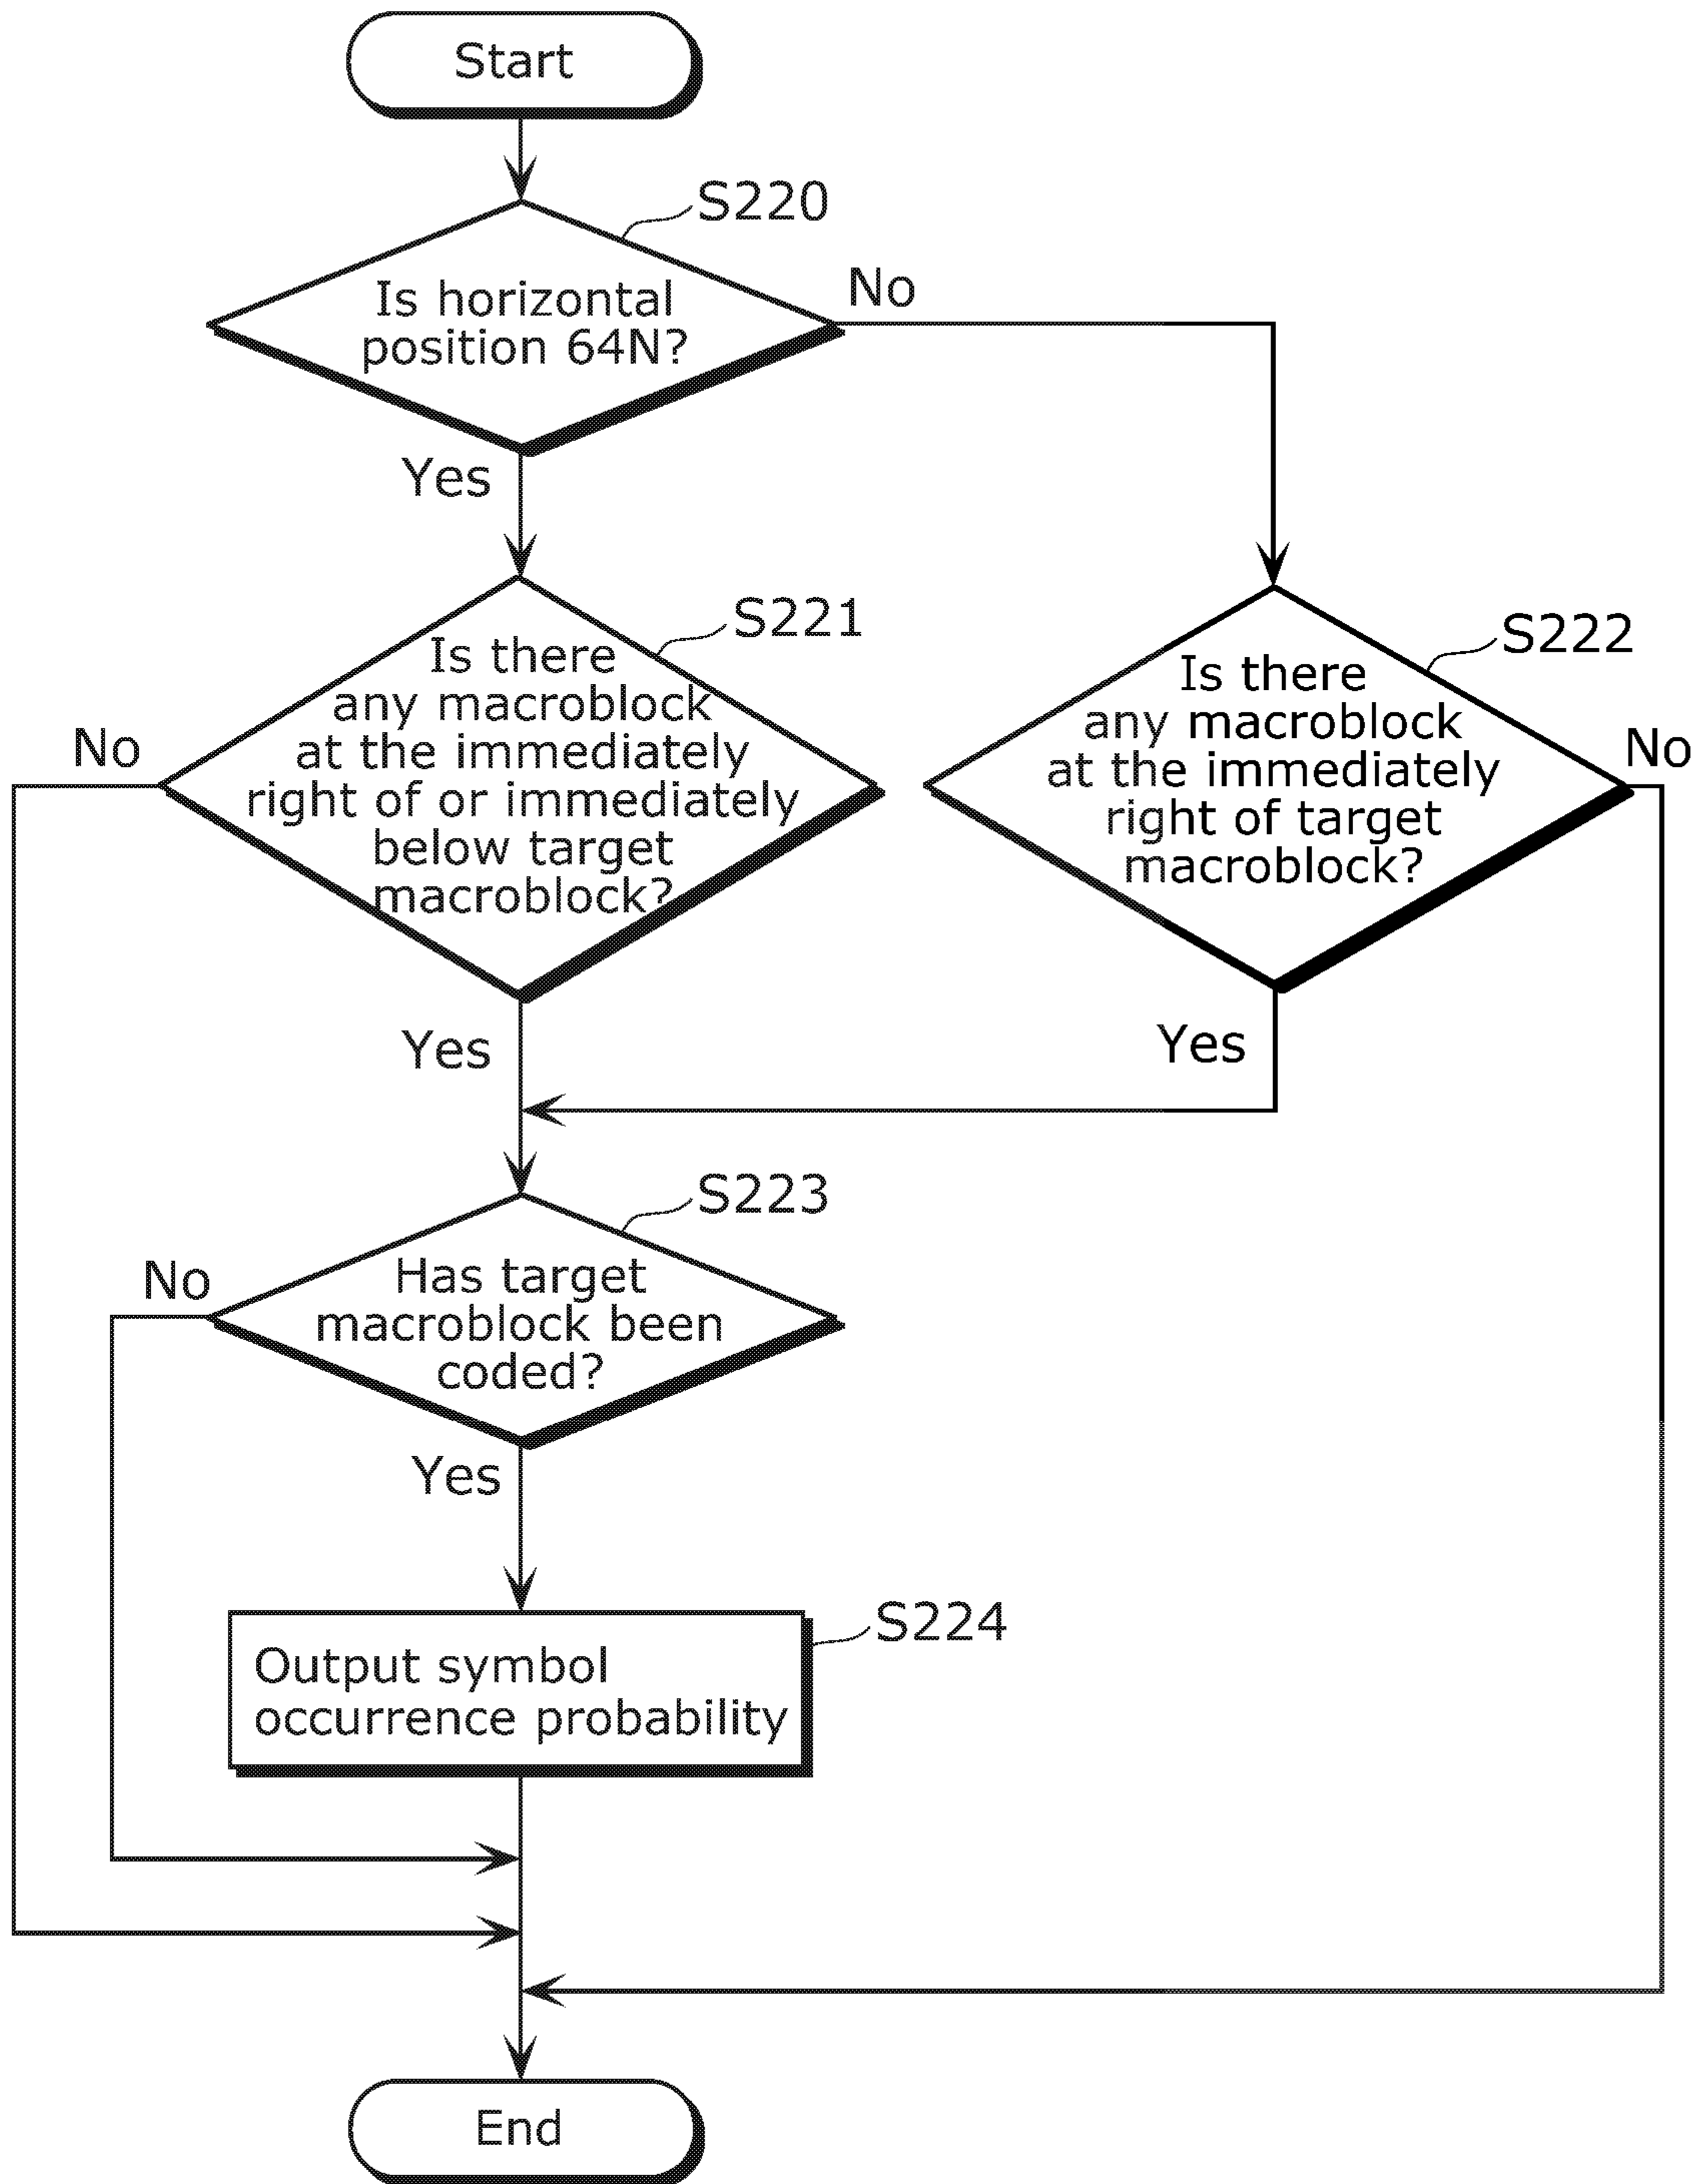 Start
S220
Is horizontal
position 64N?
No
Yes
S221
Is there
any macroblock
at the immediately
right of or immediately
below target
macroblock?
No
Yes
S222
Is there
any macroblock
at the immediately
right of target
macroblock?
No
Yes
S223
Has target
macroblock been
coded?
No
Yes
S224
Output symbol
occurrence probability
End